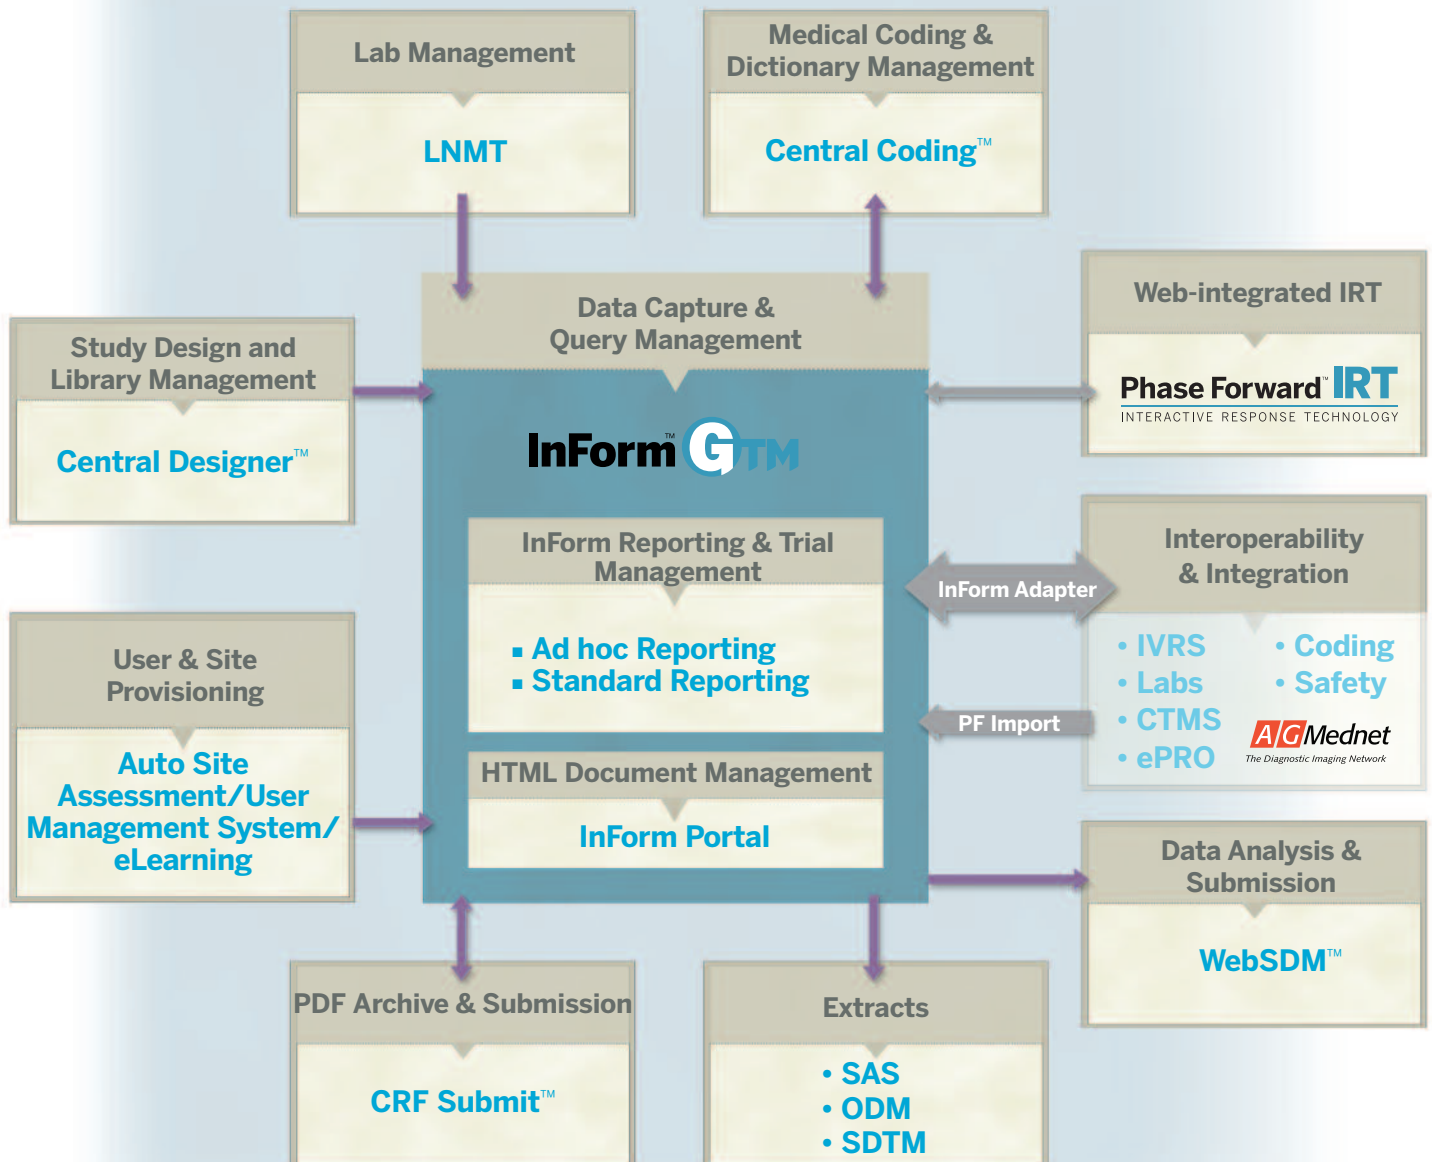 Lab Management
LNMT
Medical Coding &
Dictionary Management
Central Coding™
Study Design and
Library Management
Central Designer™
Data Capture &
Query Management
InForm™ GTM
Web-integrated IRT
Phase Forward™ IRT
INTERACTIVE RESPONSE TECHNOLOGY
InForm Reporting & Trial
Management
▪ Ad hoc Reporting
▪ Standard Reporting
HTML Document Management
InForm Portal
InForm Adapter
PF Import
Interoperability
& Integration
• IVRS
• Labs
• CTMS
• ePRO
• Coding
• Safety
AG Mednet
The Diagnostic Imaging Network
User & Site
Provisioning
Auto Site
Assessment/User
Management System/
eLearning
Data Analysis &
Submission
WebSDM™
PDF Archive & Submission
CRF Submit™
Extracts
• SAS
• ODM
• SDTM